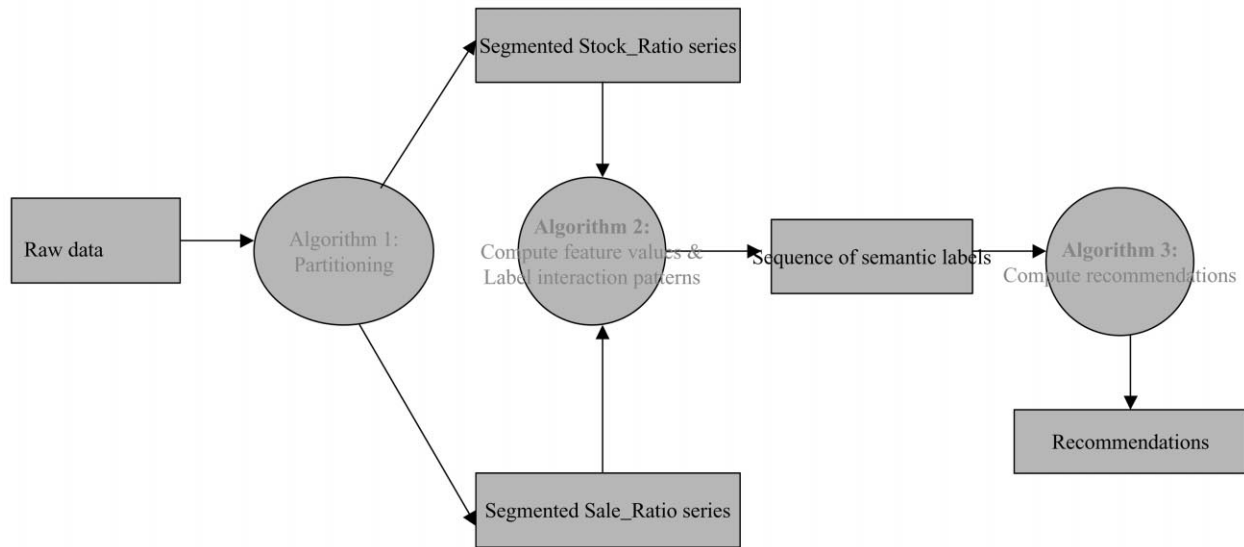 Segmented Stock_Ratio series
Raw data
Algorithm 1:
Partitioning
Algorithm 2:
Compute feature values &
Label interaction patterns
Sequence of semantic labels
Algorithm 3:
Compute recommendations
Recommendations
Segmented Sale_Ratio series